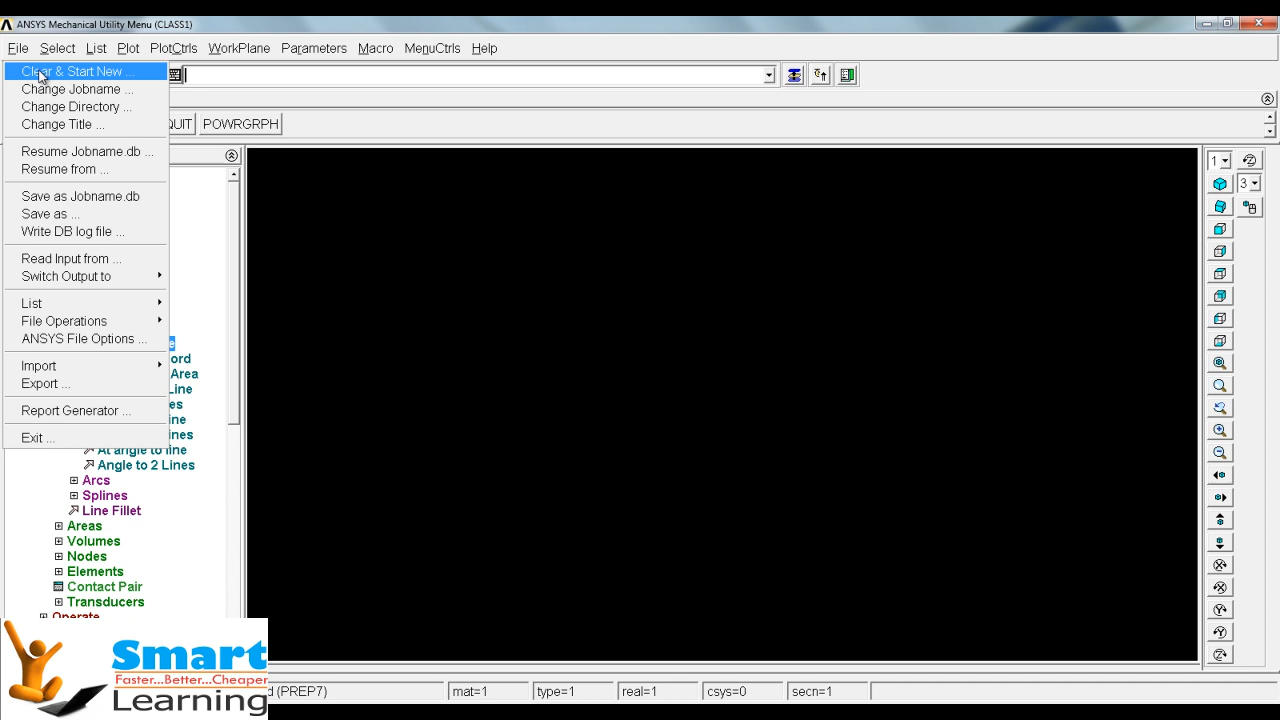 ANSYS Mechanical Utility Menu (CLASS1)
File Select List Plot PlotCtrls WorkPlane Parameters Macro MenuCtrls Help
Clear & Start New ...
Change Jobname ...
Change Directory ...
Change Title ...
QUIT POWRGRPH
Resume Jobname.db ...
Resume from ...
1
3
Save as Jobname.db
Save as ...
Write DB log file ...
Read Input from ...
Switch Output to
List
File Operations
ANSYS File Options ...
e
ord
Import
Area
Export ...
Line
es
Report Generator ...
ine
Exit ...
ines
At angle to line
Angle to 2 Lines
Arcs
Splines
Line Fillet
Areas
Volumes
Nodes
Elements
Contact Pair
Transducers
Operate
Smart
Faster...Better...Cheaper
Learning
d (PREP7) mat=1 type=1 real=1 csys=0 secn=1